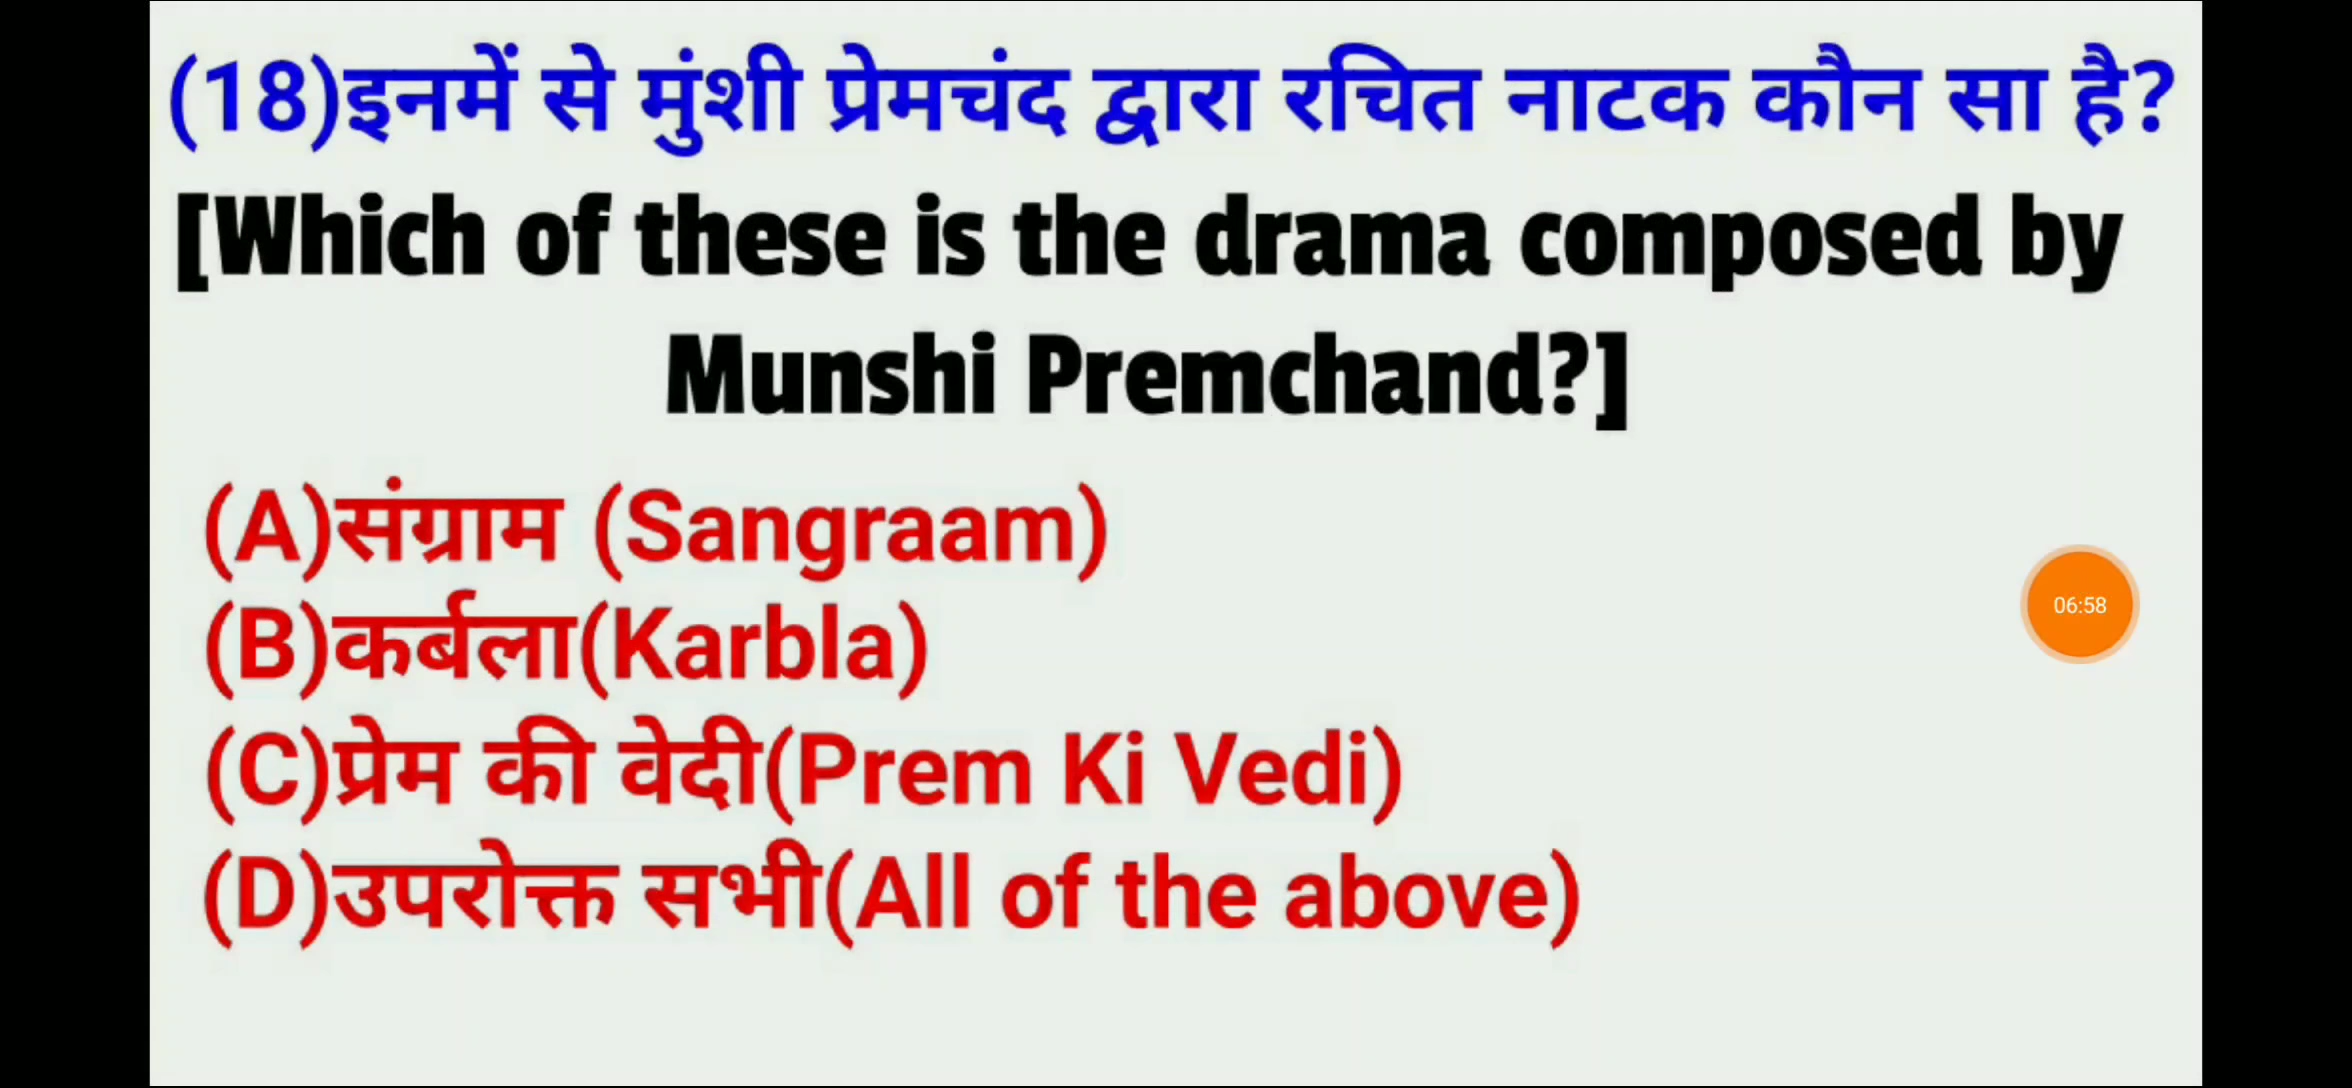 (18)इनमें से मुंशी प्रेमचंद द्वारा रचित नाटक कौन सा है?
[Which of these is the drama composed by
Munshi Premchand?]
(A)संग्राम (Sangraam)
(B)कर्बला(Karbla)
(C)प्रेम की वेदी(Prem Ki Vedi)
(D)उपरोक्त सभी(All of the above)
06:58